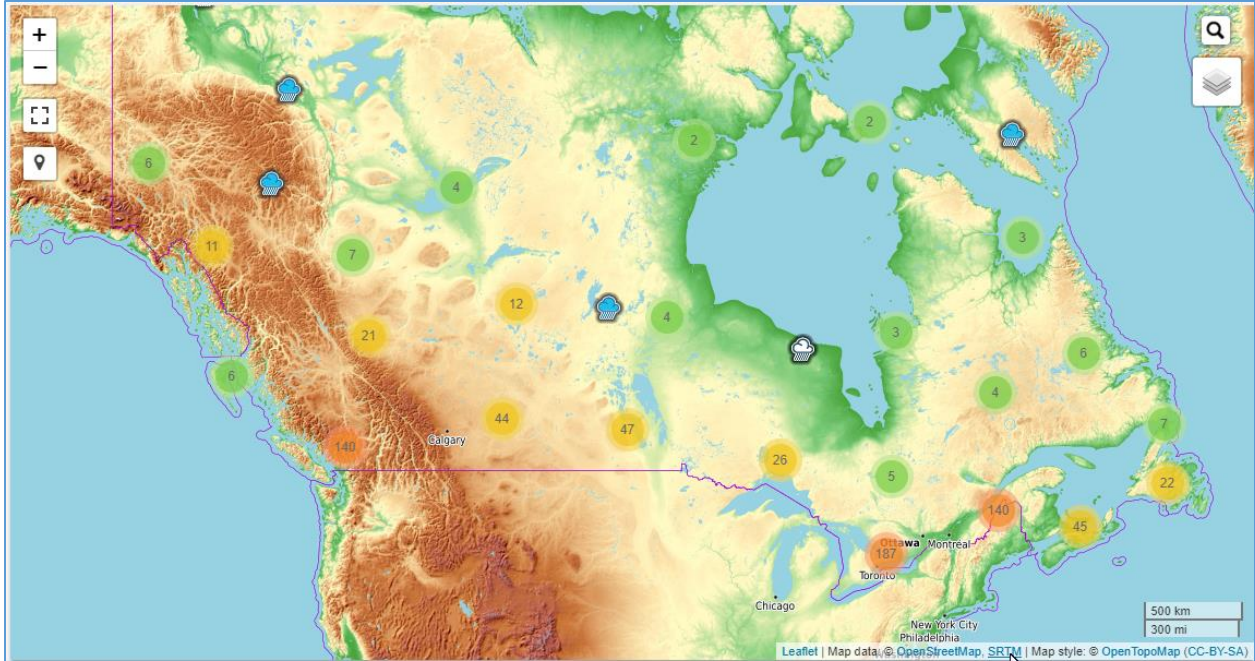 +
−
2
2
6
4
3
11
7
12
4
3
21
6
6
4
44
7
47
Calgary
140
26
5
22
140
45
Ottawa
Montréal
187
Toronto
Chicago
500 km
300 mi
New York City
Philadelphia
Leaflet | Map data: © OpenStreetMap, SRTM | Map style: © OpenTopoMap (CC-BY-SA)